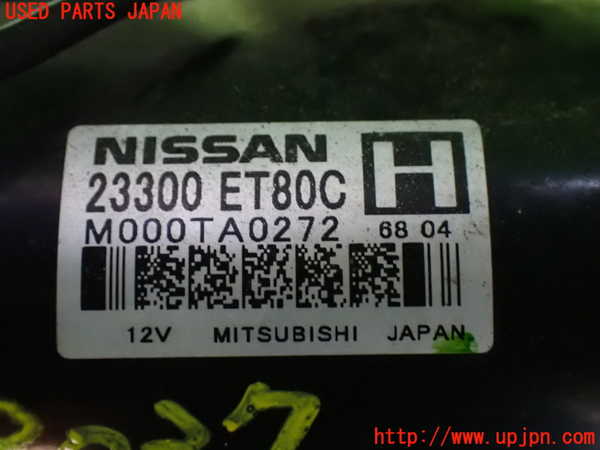 USED PARTS JAPAN
NISSAN H
23300 ET80C
M000TA0272 68 04
12V MITSUBISHI JAPAN
http://www.upjpn.com